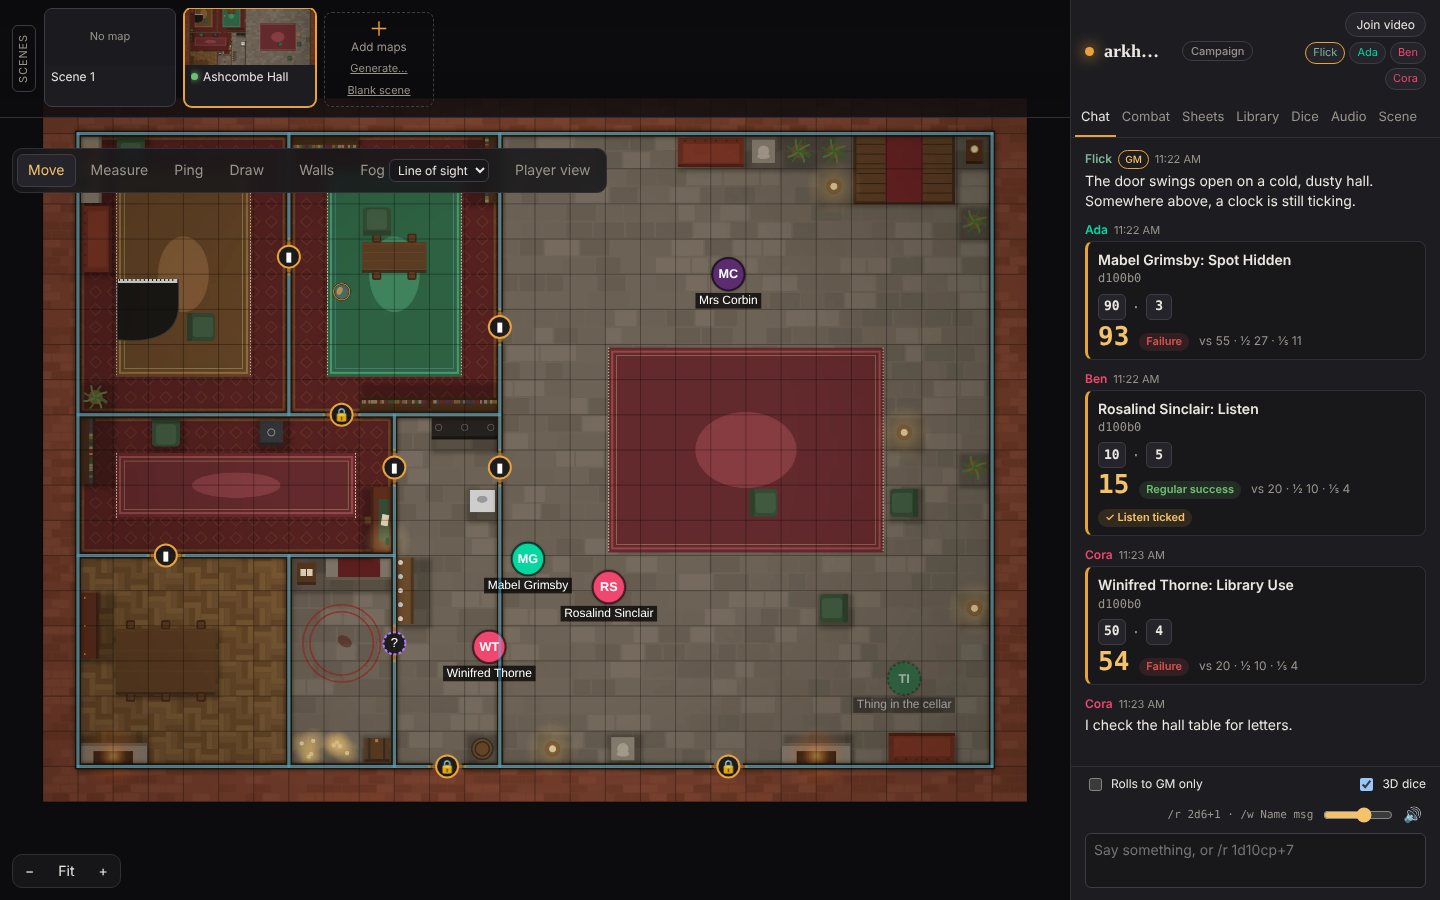 SCENES
No map
Scene 1
Ashcombe Hall
+
Add maps
Generate...
Blank scene
Move
Measure
Ping
Draw
Walls
Fog
Line of sight
Player view
MC
Mrs Corbin
MG
Mabel Grimsby
RS
Rosalind Sinclair
?
WT
Winifred Thorne
TI
Thing in the cellar
−
Fit
+
Join video
arkh...
Campaign
Flick
Ada
Ben
Cora
Chat
Combat
Sheets
Library
Dice
Audio
Scene
Flick GM 11:22 AM
The door swings open on a cold, dusty hall.
Somewhere above, a clock is still ticking.
Ada 11:22 AM
Mabel Grimsby: Spot Hidden
d100b0
90 · 3
93 Failure vs 55 · ½ 27 · ⅕ 11
Ben 11:22 AM
Rosalind Sinclair: Listen
d100b0
10 · 5
15 Regular success vs 20 · ½ 10 · ⅕ 4
✓ Listen ticked
Cora 11:23 AM
Winifred Thorne: Library Use
d100b0
50 · 4
54 Failure vs 20 · ½ 10 · ⅕ 4
Cora 11:23 AM
I check the hall table for letters.
Rolls to GM only
3D dice
/r 2d6+1 · /w Name msg
Say something, or /r 1d10cp+7